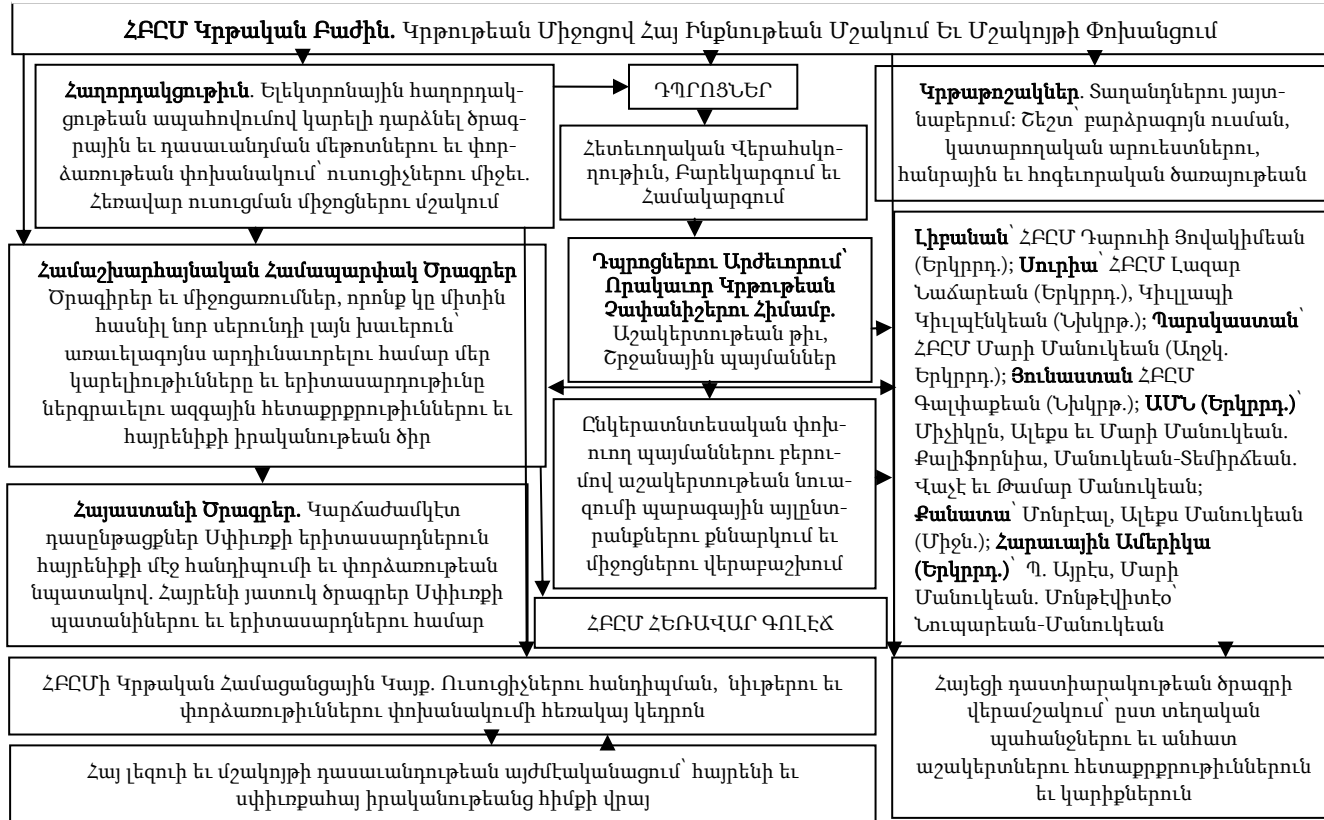 ՀԲԸՄ Կրթական Բաժին. Կրթութեան Միջոցով Հայ Ինքնութեան Մշակում Եւ Մշակոյթի Փոխանցում
Հաղորդակցութիւն. Ելեկտրոնային հաղորդակ-
ցութեան ապահովումով կարելի դարձնել ծրագ-
րային եւ դասաւանդման մեթոտներու եւ փոր-
ձառութեան փոխանակում՝ ուսուցիչներու միջեւ.
Հեռավար ուսուցման միջոցներու մշակում
ԴՊՐՈՑՆԵՐ
Հետեւողական Վերահսկո-
ղութիւն, Բարեկարգում եւ
Համակարգում
Կրթաթոշակներ. Տաղանդներու յայտ-
նաբերում: Շեշտ՝ բարձրագոյն ուսման,
կատարողական արուեստներու,
հանրային եւ հոգեւորական ծառայութեան
Համաշխարհայնական Համապարփակ Ծրագրեր
Ծրագիրեր եւ միջոցառումներ, որոնք կը միտին
հասնիլ նոր սերունդի լայն խաւերուն՝
առաւելագոյնս արդիւնաւորելու համար մեր
կարելիութիւնները եւ երիտասարդութիւնը
ներգրաւելու ազգային հետաքրքրութիւններու եւ
հայրենիքի իրականութեան ծիր
Դպրոցներու Արժեւորում՝
Որակաւոր Կրթութեան
Չափանիշերու Հիմամբ.
Աշակերտութեան թիւ,
Շրջանային պայմաններ
Լիբանան՝ ՀԲԸՄ Դարուհի Յովակիմեան
(Երկրրդ.); Սուրիա՝ ՀԲԸՄ Լազար
Նաճարեան (Երկրրդ.), Կիւլլապի
Կիւլպէնկեան (Նխկրթ.); Պարսկաստան՝
ՀԲԸՄ Մարի Մանուկեան (Աղջկ.
Երկրրդ.); Յունաստան ՀԲԸՄ
Գալփաքեան (Նխկրթ.); ԱՄՆ (Երկրրդ.)՝
Միչիկըն, Ալեքս եւ Մարի Մանուկեան.
Քալիֆորնիա, Մանուկեան-Տեմիրճեան.
Վաչէ եւ Թամար Մանուկեան;
Քանատա՝ Մոնրէալ, Ալեքս Մանուկեան
(Միջն.); Հարաւային Ամերիկա
(Երկրրդ.)՝ Պ. Այրէս, Մարի
Մանուկեան. Մոնթէվիտէօ՝
Նուպարեան-Մանուկեան
Ընկերատնտեսական փոխ-
ուող պայմաններու բերու-
մով աշակերտութեան նուա-
զումի պարագային այլընտ-
րանքներու քննարկում եւ
միջոցներու վերաբաշխում
Հայաստանի Ծրագրեր. Կարճաժամկէտ
դասընթացքներ Սփիւռքի երիտասարդներուն
հայրենիքի մէջ հանդիպումի եւ փորձառութեան
նպատակով. Հայրենի յատուկ ծրագրեր Սփիւռքի
պատանիներու եւ երիտասարդներու համար
ՀԲԸՄ ՀԵՌԱՎԱՐ ԳՈԼԷՃ
ՀԲԸՄի Կրթական Համացանցային Կայք. Ուսուցիչներու հանդիպման, նիւթերու եւ
փորձառութիւններու փոխանակումի հեռակայ կեդրոն
Հայեցի դաստիարակութեան ծրագրի
վերամշակում՝ ըստ տեղական
պահանջներու եւ անհատ
աշակերտներու հետաքրքրութիւններուն
եւ կարիքներուն
Հայ լեզուի եւ մշակոյթի դասաւանդութեան այժմէականացում՝ հայրենի եւ
սփիւռքահայ իրականութեանց հիմքի վրայ